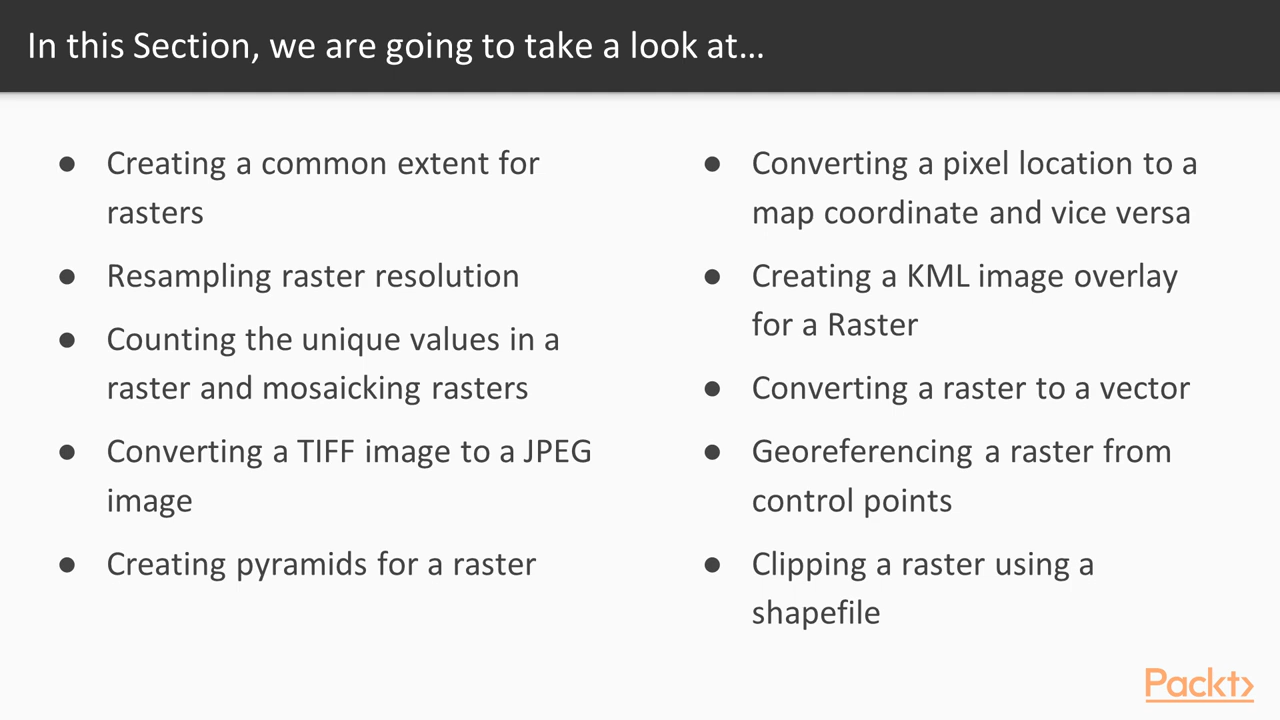 In this Section, we are going to take a look at...
● Creating a common extent for
rasters
● Resampling raster resolution
● Counting the unique values in a
raster and mosaicking rasters
● Converting a TIFF image to a JPEG
image
● Creating pyramids for a raster
● Converting a pixel location to a
map coordinate and vice versa
● Creating a KML image overlay
for a Raster
● Converting a raster to a vector
● Georeferencing a raster from
control points
● Clipping a raster using a
shapefile
Packt>